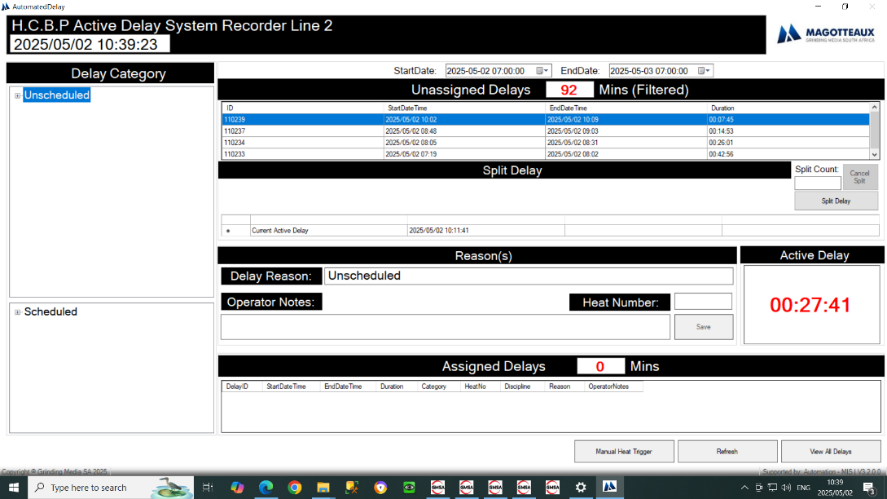 AutomatedDelay
H.C.B.P Active Delay System Recorder Line 2
2025/05/02 10:39:23
MAGOTTEAUX
GRINDING MEDIA SOUTH AFRICA
Delay Category
Unscheduled
Scheduled
StartDate: 2025-05-02 07:00:00 EndDate: 2025-05-03 07:00:00
Unassigned Delays 92 Mins (Filtered)
ID StartDateTime EndDateTime Duration
110239 2025/05/02 10:02 2025/05/02 10:09 00:07:45
110237 2025/05/02 08:48 2025/05/02 09:03 00:14:53
110234 2025/05/02 08:05 2025/05/02 08:31 00:26:01
110233 2025/05/02 07:19 2025/05/02 08:02 00:42:56
Split Delay
Split Count:
Cancel Split
Split Delay
Current Active Delay 2025/05/02 10:11:41
Reason(s)
Delay Reason: Unscheduled
Operator Notes:
Heat Number:
Save
Active Delay
00:27:41
Assigned Delays 0 Mins
DelayID StartDateTime EndDateTime Duration Category HeatNo Discipline Reason OperatorNotes
Manual Heat Trigger Refresh View All Delays
Copyright © Grinding Media SA 2025 Supported by: Automation - MIS | V3.2.0.0
Type here to search
ENG
10:39
2025/05/02